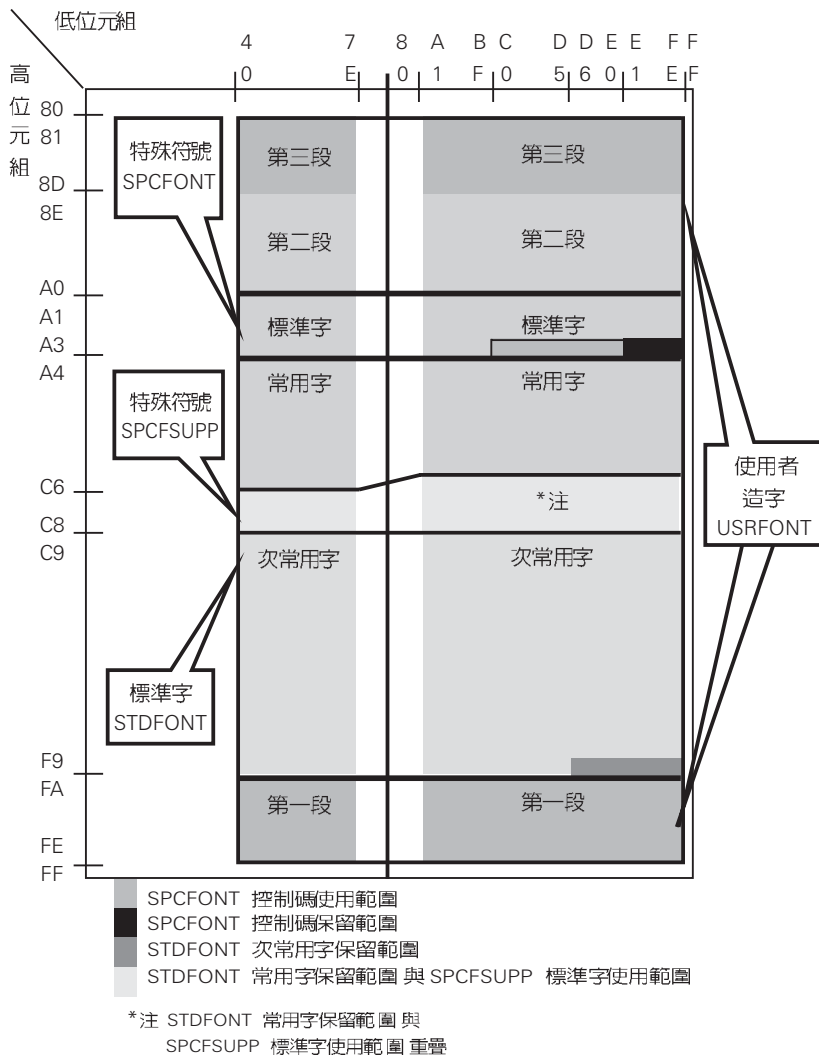 低位元組
4 7 8 A B C D D E E F F
0 E 0 1 F 0 5 6 0 1 E F
高位元組
80
81
特殊符號
SPCFONT
第三段
第三段
8D
8E
第二段
第二段
A0
A1
標準字
標準字
A3
A4
常用字
常用字
特殊符號
SPCFSUPP
使用者
造字
USRFONT
C6
*注
C8
C9
次常用字
次常用字
標準字
STDFONT
F9
FA
第一段
第一段
FE
FF
SPCFONT 控制碼使用範圍
SPCFONT 控制碼保留範圍
STDFONT 次常用字保留範圍
STDFONT 常用字保留範圍 與 SPCFSUPP 標準字使用範圍
*注 STDFONT 常用字保留範圍 與
SPCFSUPP 標準字使用範圍 重疊